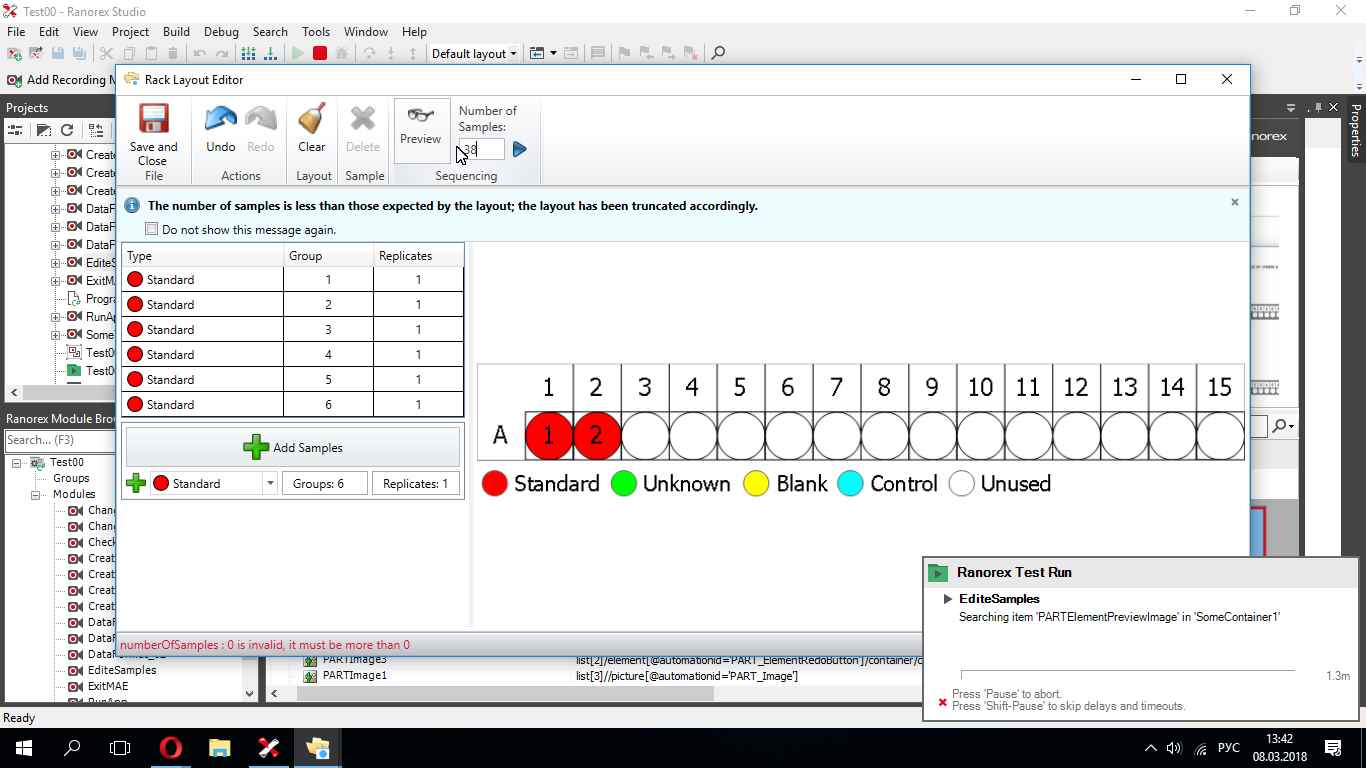 Test00 - Ranorex Studio
File Edit View Project Build Debug Search Tools Window Help
Default layout
Add Recording M
Rack Layout Editor
Projects
Properties
norex
Save and Close
Undo
Redo
Clear
Delete
Preview
Number of Samples:
38
File
Actions
Layout
Sample
Sequencing
The number of samples is less than those expected by the layout; the layout has been truncated accordingly.
Do not show this message again.
Create
Create
Create
DataF
DataF
DataF
EditeS
ExitMA
Progra
RunAp
Some
Test00
Test00
Type Group Replicates
Standard 1 1
Standard 2 1
Standard 3 1
Standard 4 1
Standard 5 1
Standard 6 1
Add Samples
Standard Groups: 6 Replicates: 1
1 2 3 4 5 6 7 8 9 10 11 12 13 14 15
A 1 2
Standard Unknown Blank Control Unused
Ranorex Module Brow
Search... (F3)
Test00
Groups
Modules
Chang
Chang
Check
Creat
Creat
Creat
Creat
DataF
DataF
EditeSamples
ExitMAE
numberOfSamples : 0 is invalid, it must be more than 0
PARTImage3 list[2]/element[@automationid='PART_ElementRedoButton']/container/c
PARTImage1 list[3]//picture[@automationid='PART_Image']
Ranorex Test Run
EditeSamples
Searching item 'PARTElementPreviewImage' in 'SomeContainer1'
1.3m
Press 'Pause' to abort.
Press 'Shift-Pause' to skip delays and timeouts.
Ready
РУС
13:42
08.03.2018